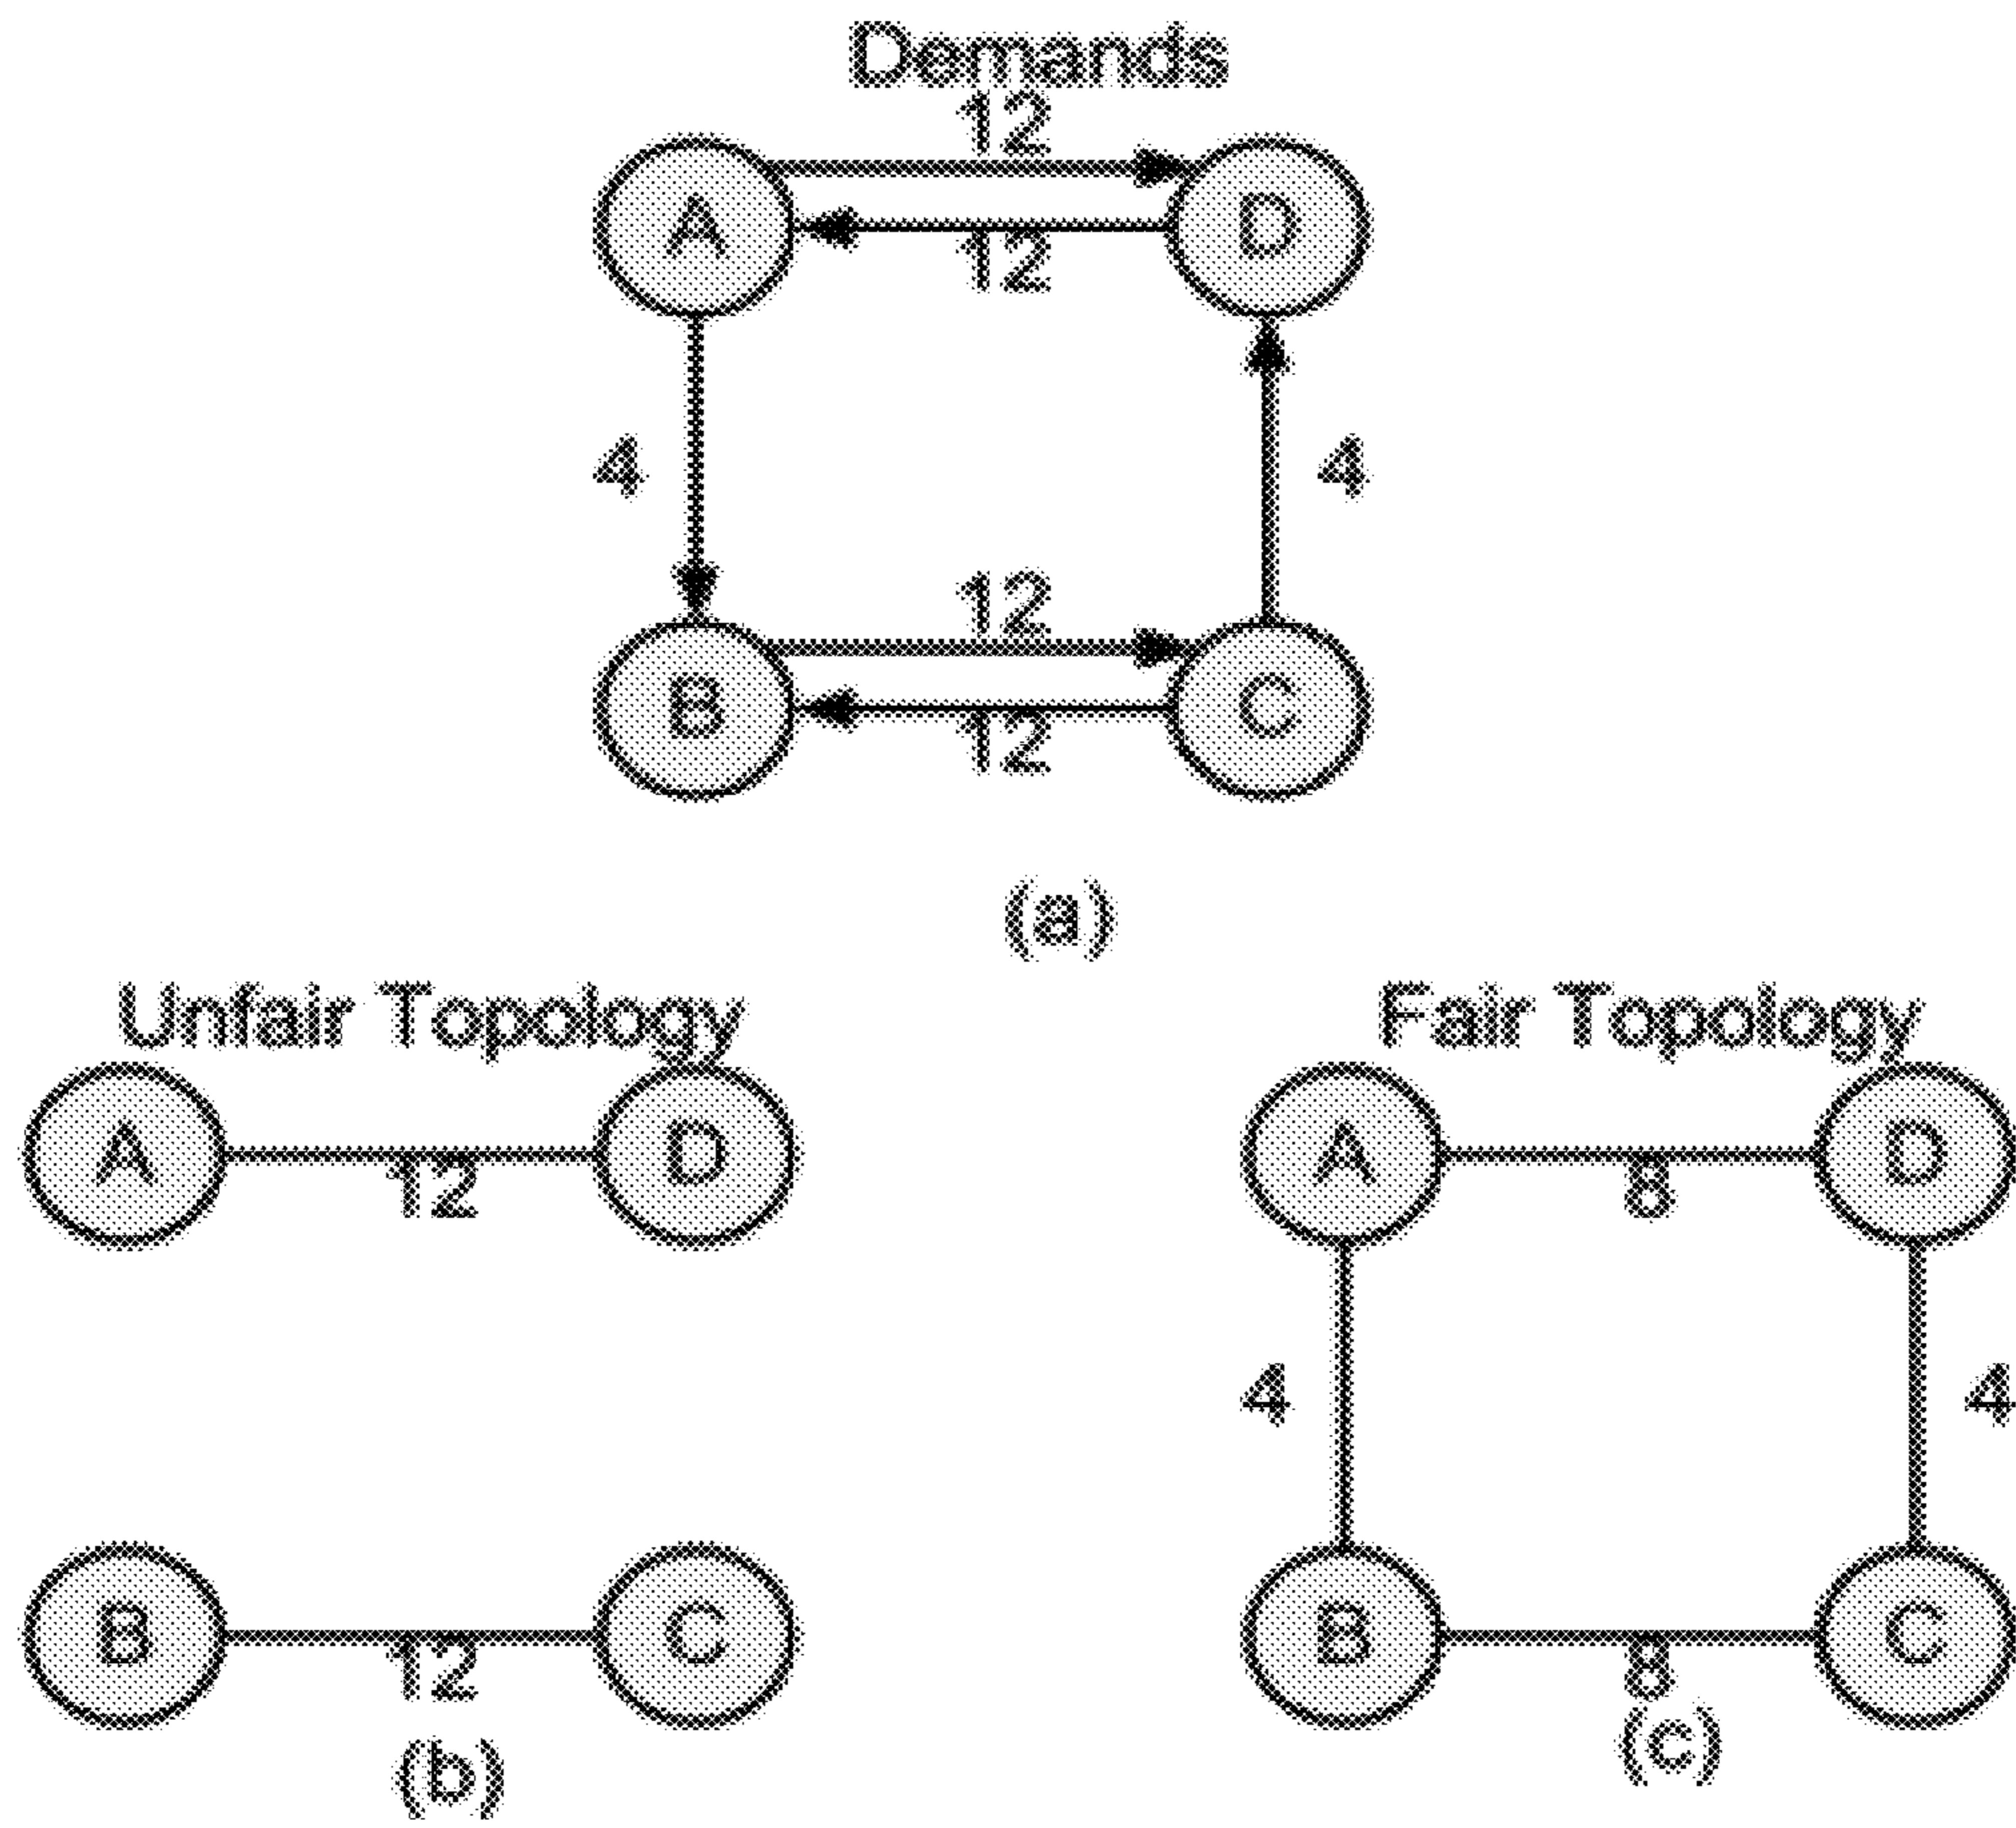 Demands
12
A D
12
4 4
12
B C
12
(a)
Unfair Topology Fair Topology
A D A D
12 8
4 4
B C B C
12 8
(b) (c)